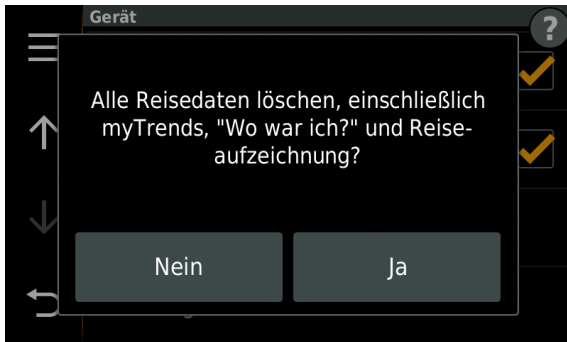 Gerät
?
Alle Reisedaten löschen, einschließlich
myTrends, "Wo war ich?" und Reise-
aufzeichnung?
Nein
Ja